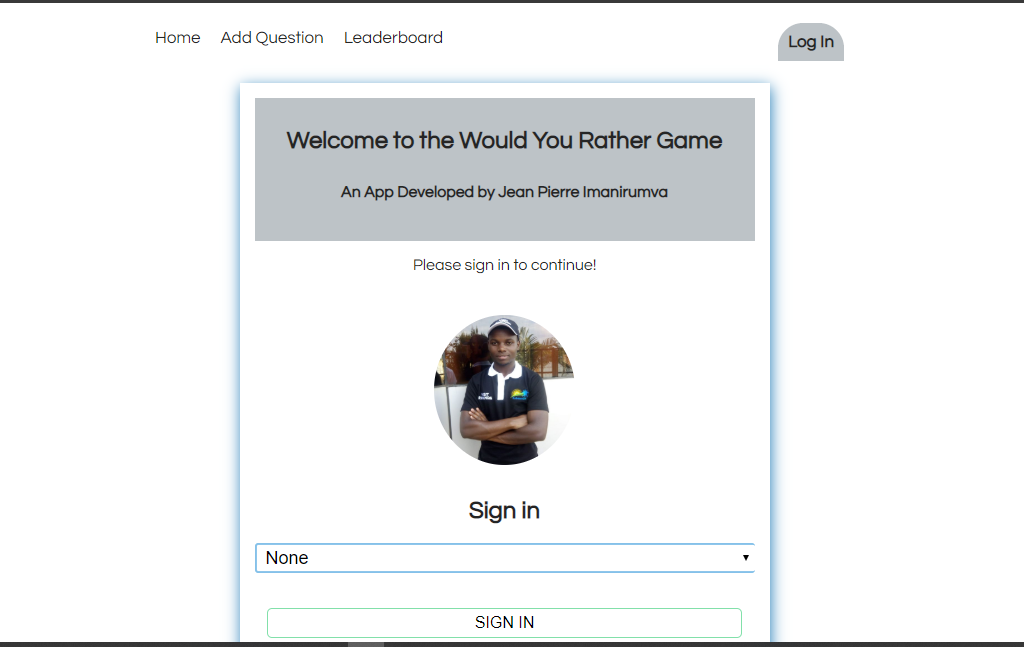 Home Add Question Leaderboard Log In
Welcome to the Would You Rather Game
An App Developed by Jean Pierre Imanirumva
Please sign in to continue!
Sign in
None
SIGN IN